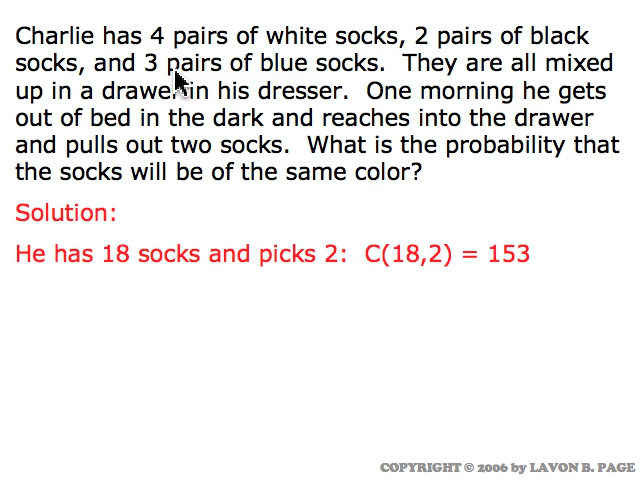 Charlie has 4 pairs of white socks, 2 pairs of black
socks, and 3 pairs of blue socks.  They are all mixed
up in a drawer in his dresser.  One morning he gets
out of bed in the dark and reaches into the drawer
and pulls out two socks.  What is the probability that
the socks will be of the same color?
Solution:
He has 18 socks and picks 2:  C(18,2) = 153
COPYRIGHT © 2006 by LAVON B. PAGE